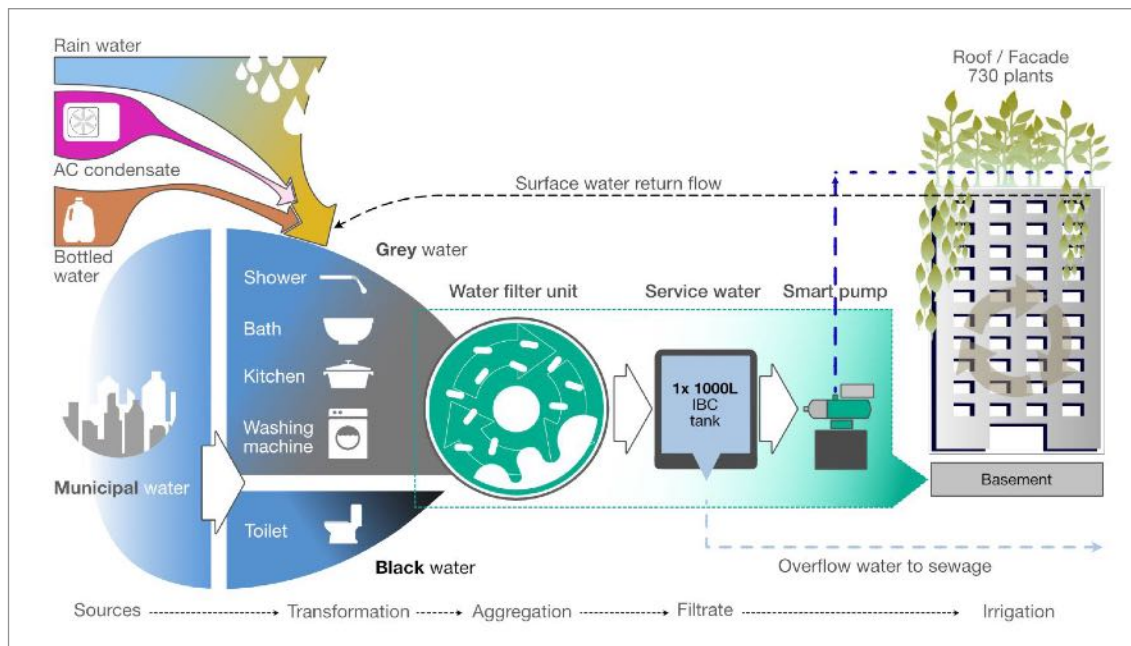 Rain water
AC condensate
Bottled
water
Municipal water
Grey water
Shower
Bath
Kitchen
Washing
machine
Toilet
Black water
Surface water return flow
Water filter unit
Service water
Smart pump
1x 1000L
IBC
tank
Roof / Facade
730 plants
Basement
Overflow water to sewage
Sources
Transformation
Aggregation
Filtrate
Irrigation